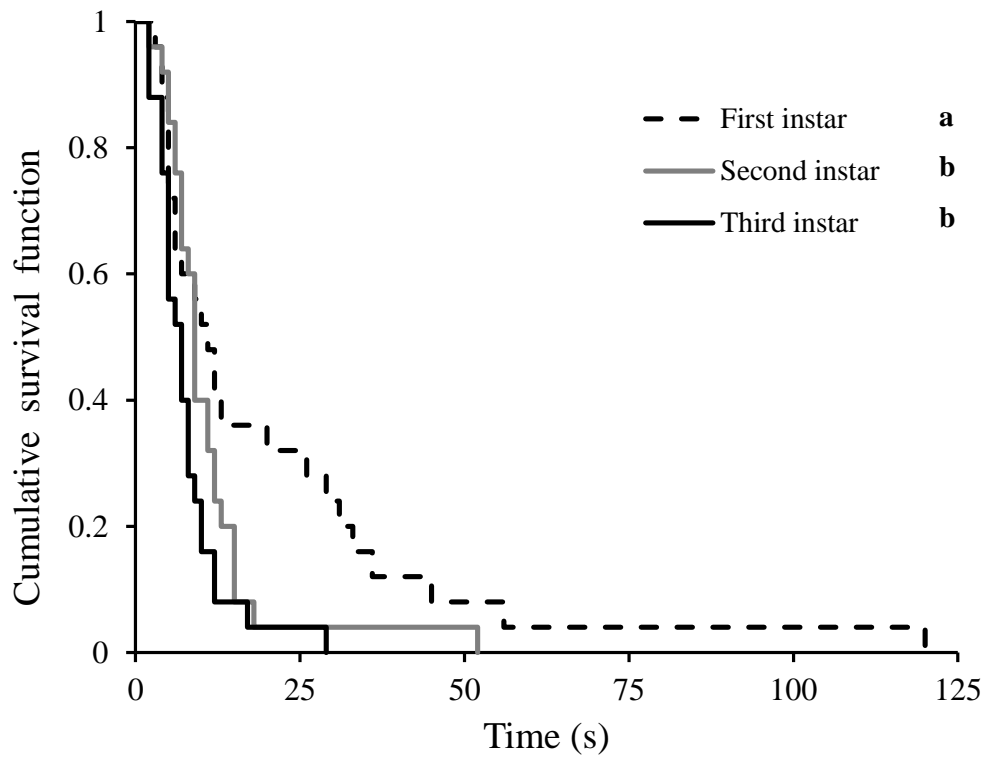 1
0.8
0.6
0.4
0.2
0
Cumulative survival function
First instar a
Second instar b
Third instar b
0 25 50 75 100 125
Time (s)